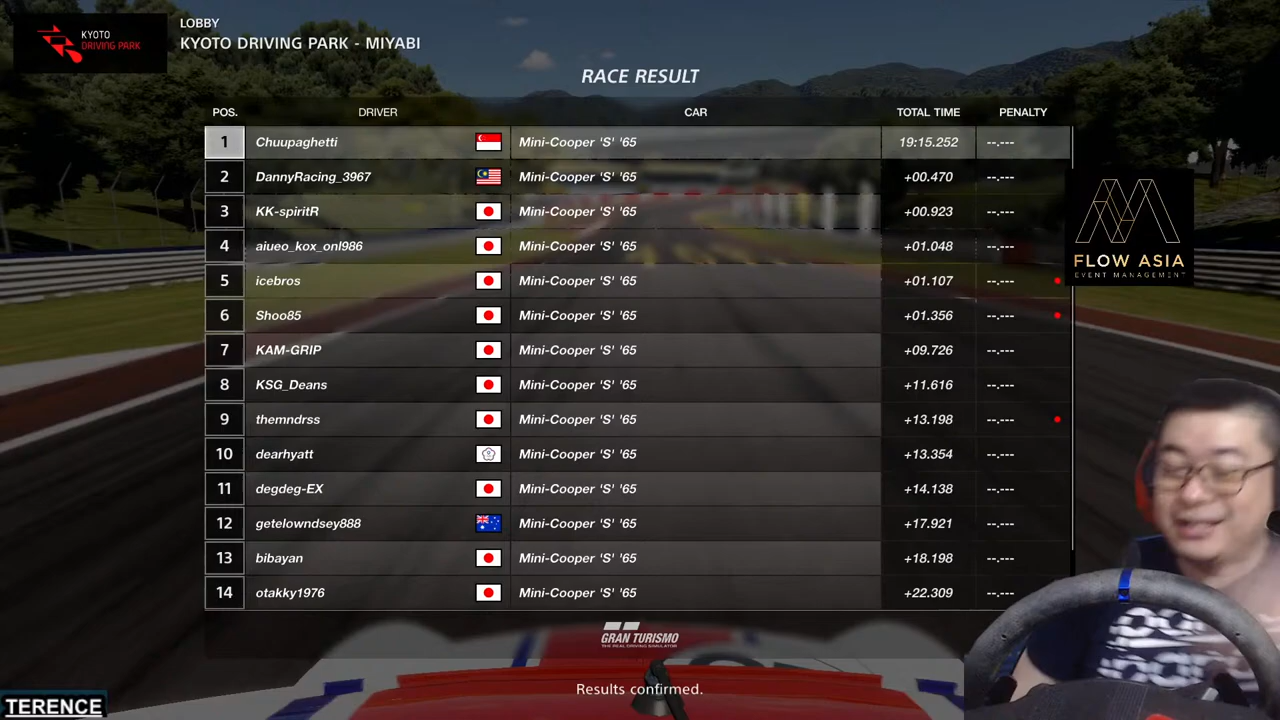 KYOTO
DRIVING PARK
LOBBY
KYOTO DRIVING PARK - MIYABI
RACE RESULT
POS. DRIVER CAR TOTAL TIME PENALTY
1 Chuupaghetti Mini-Cooper 'S' '65 19:15.252 --.---
2 DannyRacing_3967 Mini-Cooper 'S' '65 +00.470 --.---
3 KK-spiritR Mini-Cooper 'S' '65 +00.923 --.---
4 aiueo_kox_onl986 Mini-Cooper 'S' '65 +01.048 --.---
5 icebros Mini-Cooper 'S' '65 +01.107 --.---
6 Shoo85 Mini-Cooper 'S' '65 +01.356 --.---
7 KAM-GRIP Mini-Cooper 'S' '65 +09.726 --.---
8 KSG_Deans Mini-Cooper 'S' '65 +11.616 --.---
9 themndrss Mini-Cooper 'S' '65 +13.198 --.---
10 dearhyatt Mini-Cooper 'S' '65 +13.354 --.---
11 degdeg-EX Mini-Cooper 'S' '65 +14.138 --.---
12 getelowndsey888 Mini-Cooper 'S' '65 +17.921 --.---
13 bibayan Mini-Cooper 'S' '65 +18.198 --.---
14 otakky1976 Mini-Cooper 'S' '65 +22.309 --.---
FLOW ASIA
EVENT MANAGEMENT
GRAN TURISMO
THE REAL DRIVING SIMULATOR
Results confirmed.
TERENCE